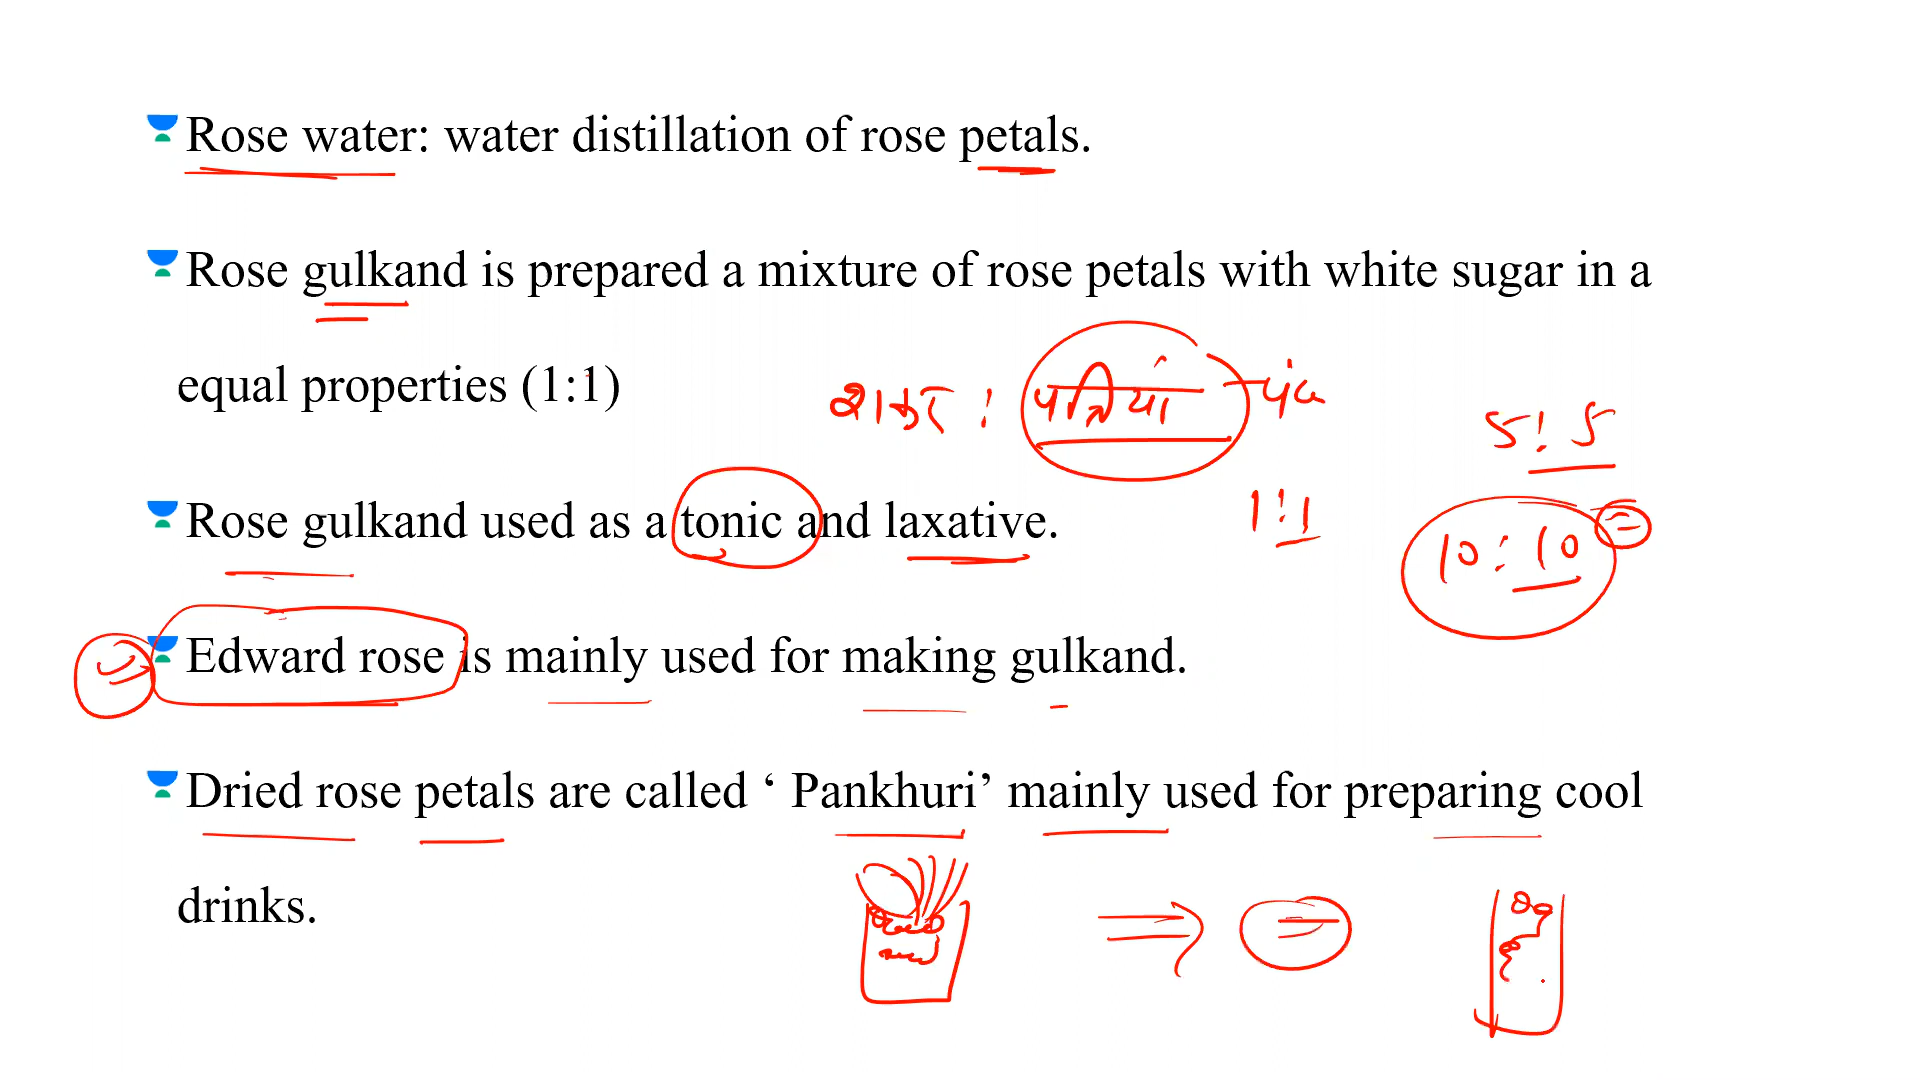 Rose water: water distillation of rose petals.
Rose gulkand is prepared a mixture of rose petals with white sugar in a
equal properties (1:1)
शक्कर : पत्तियां
5:5
Rose gulkand used as a tonic and laxative.
1:1
10:10
Edward rose is mainly used for making gulkand.
Dried rose petals are called ‘ Pankhuri’ mainly used for preparing cool
drinks.